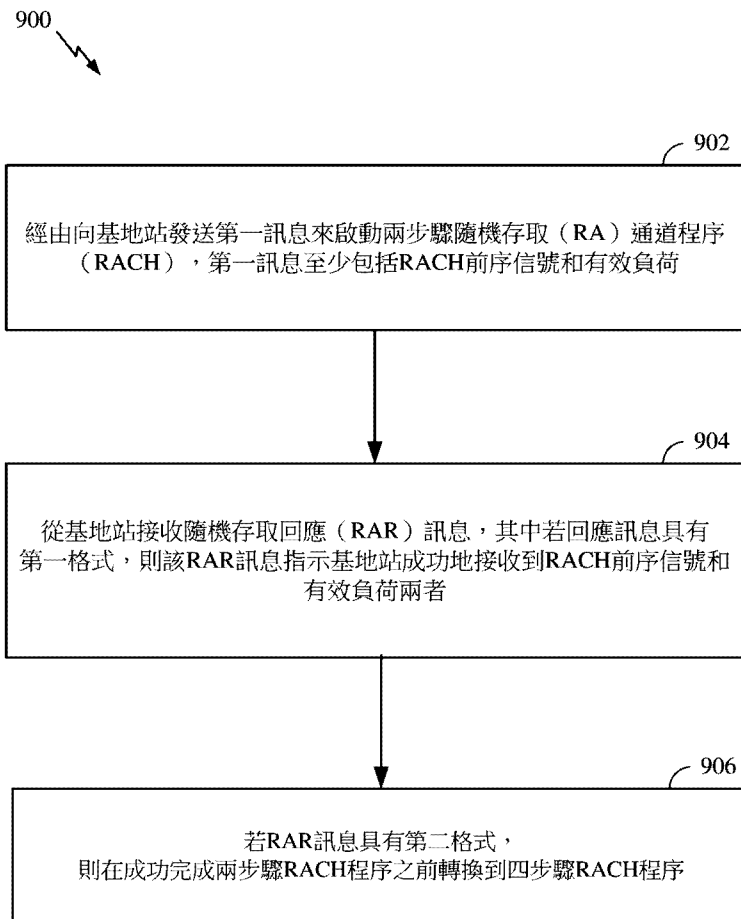 900
902
經由向基地站發送第一訊息來啟動兩步驟隨機存取（RA）通道程序
（RACH），第一訊息至少包括RACH前序信號和有效負荷
904
從基地站接收隨機存取回應（RAR）訊息，其中若回應訊息具有
第一格式，則該RAR訊息指示基地站成功地接收到RACH前序信號和
有效負荷兩者
906
若RAR訊息具有第二格式，
則在成功完成兩步驟RACH程序之前轉換到四步驟RACH程序